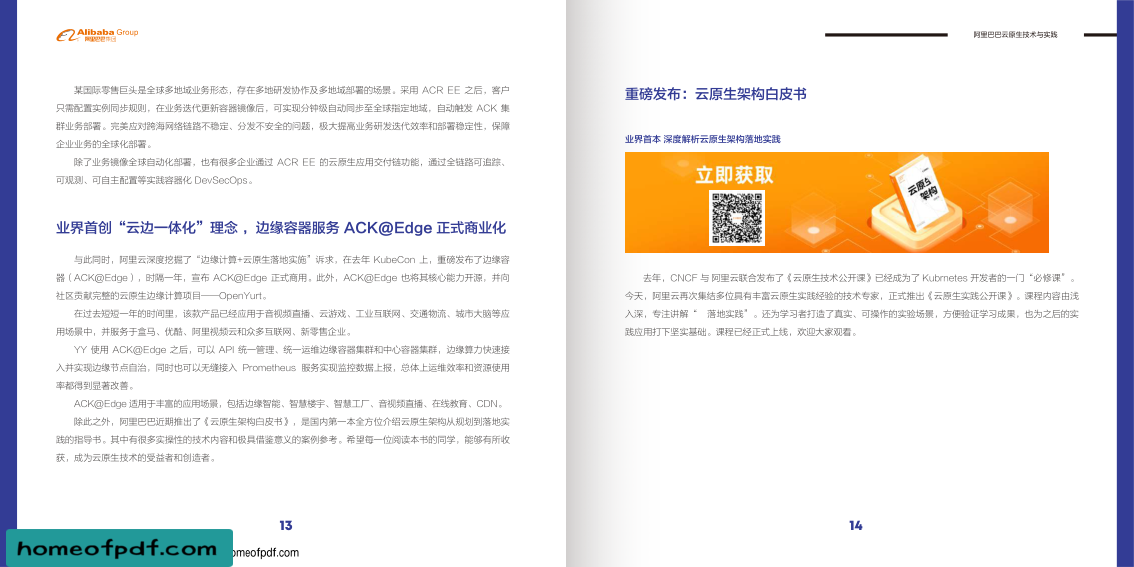 Alibaba Group
阿里巴巴集团
某国际零售巨头是全球多地域业务形态，存在多地研发协作及多地域部署的场景。采用 ACR EE 之后，客户
只需配置实例同步规则，在业务迭代更新容器镜像后，可实现分钟级自动同步至全球指定地域，自动触发 ACK 集
群业务部署。完美应对跨海网络链路不稳定、分发不安全的问题，极大提高业务研发迭代效率和部署稳定性，保障
企业业务的全球化部署。
除了业务镜像全球自动化部署，也有很多企业通过 ACR EE 的云原生应用交付链功能，通过全链路可追踪、
可观测、可自主配置等实践容器化 DevSecOps。
业界首创“云边一体化”理念 ，边缘容器服务 ACK@Edge 正式商业化
与此同时，阿里云深度挖掘了“边缘计算+云原生落地实施”诉求，在去年 KubeCon 上，重磅发布了边缘容
器（ACK@Edge），时隔一年，宣布 ACK@Edge 正式商用。此外，ACK@Edge 也将其核心能力开源，并向
社区贡献完整的云原生边缘计算项目——OpenYurt。
在过去短短一年的时间里，该款产品已经应用于音视频直播、云游戏、工业互联网、交通物流、城市大脑等应
用场景中，并服务于盒马、优酷、阿里视频云和众多互联网、新零售企业。
YY 使用 ACK@Edge 之后，可以 API 统一管理、统一运维边缘容器集群和中心容器集群，边缘算力快速接
入并实现边缘节点自治，同时也可以无缝接入 Prometheus 服务实现监控数据上报，总体上运维效率和资源使用
率都得到显著改善。
ACK@Edge 适用于丰富的应用场景，包括边缘智能、智慧楼宇、智慧工厂、音视频直播、在线教育、CDN。
除此之外，阿里巴巴近期推出了《云原生架构白皮书》，是国内第一本全方位介绍云原生架构从规划到落地实
践的指导书。其中有很多实操性的技术内容和极具借鉴意义的案例参考。希望每一位阅读本书的同学，能够有所收
获，成为云原生技术的受益者和创造者。
13
homeofpdf.com
omeofpdf.com
阿里巴巴云原生技术与实践
重磅发布：云原生架构白皮书
业界首本 深度解析云原生架构落地实践
立即获取
云原生
架构
去年，CNCF 与 阿里云联合发布了《云原生技术公开课》已经成为了 Kubmetes 开发者的一门“必修课”。
今天，阿里云再次集结多位具有丰富云原生实践经验的技术专家，正式推出《云原生实践公开课》。课程内容由浅
入深，专注讲解“ 落地实践”。还为学习者打造了真实、可操作的实验场景，方便验证学习成果，也为之后的实
践应用打下坚实基础。课程已经正式上线，欢迎大家观看。
14